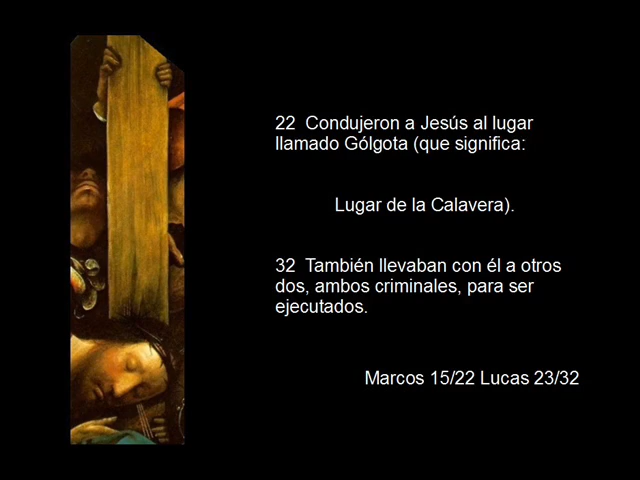 22  Condujeron a Jesús al lugar
llamado Gólgota (que significa:
Lugar de la Calavera).
32  También llevaban con él a otros
dos, ambos criminales, para ser
ejecutados.
Marcos 15/22 Lucas 23/32